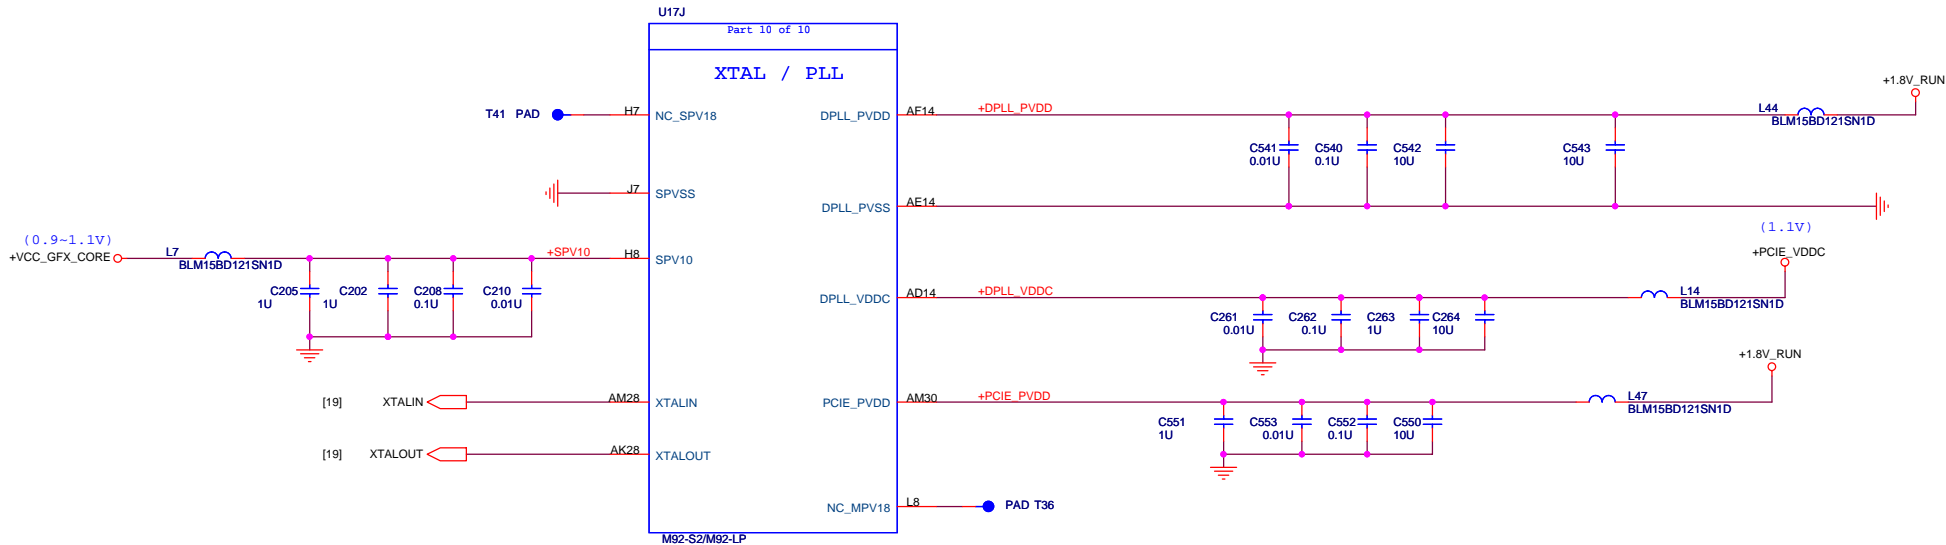 U17J
Part 10 of 10
XTAL / PLL
T41 PAD
H7
NC_SPV18
J7
SPVSS
(0.9~1.1V)
+VCC_GFX_CORE
L7
BLM15BD121SN1D
+SPV10
H8
SPV10
C205
1U
C202
1U
C208
0.1U
C210
0.01U
[19]
XTALIN
AM28
XTALIN
[19]
XTALOUT
AK28
XTALOUT
DPLL_PVDD
AF14
+DPLL_PVDD
L44
BLM15BD121SN1D
+1.8V_RUN
C541
0.01U
C540
0.1U
C542
10U
C543
10U
DPLL_PVSS
AE14
(1.1V)
+PCIE_VDDC
DPLL_VDDC
AD14
+DPLL_VDDC
L14
BLM15BD121SN1D
C261
0.01U
C262
0.1U
C263
1U
C264
10U
+1.8V_RUN
PCIE_PVDD
AM30
+PCIE_PVDD
L47
BLM15BD121SN1D
C551
1U
C553
0.01U
C552
0.1U
C550
10U
NC_MPV18
L8
PAD T36
M92-S2/M92-LP